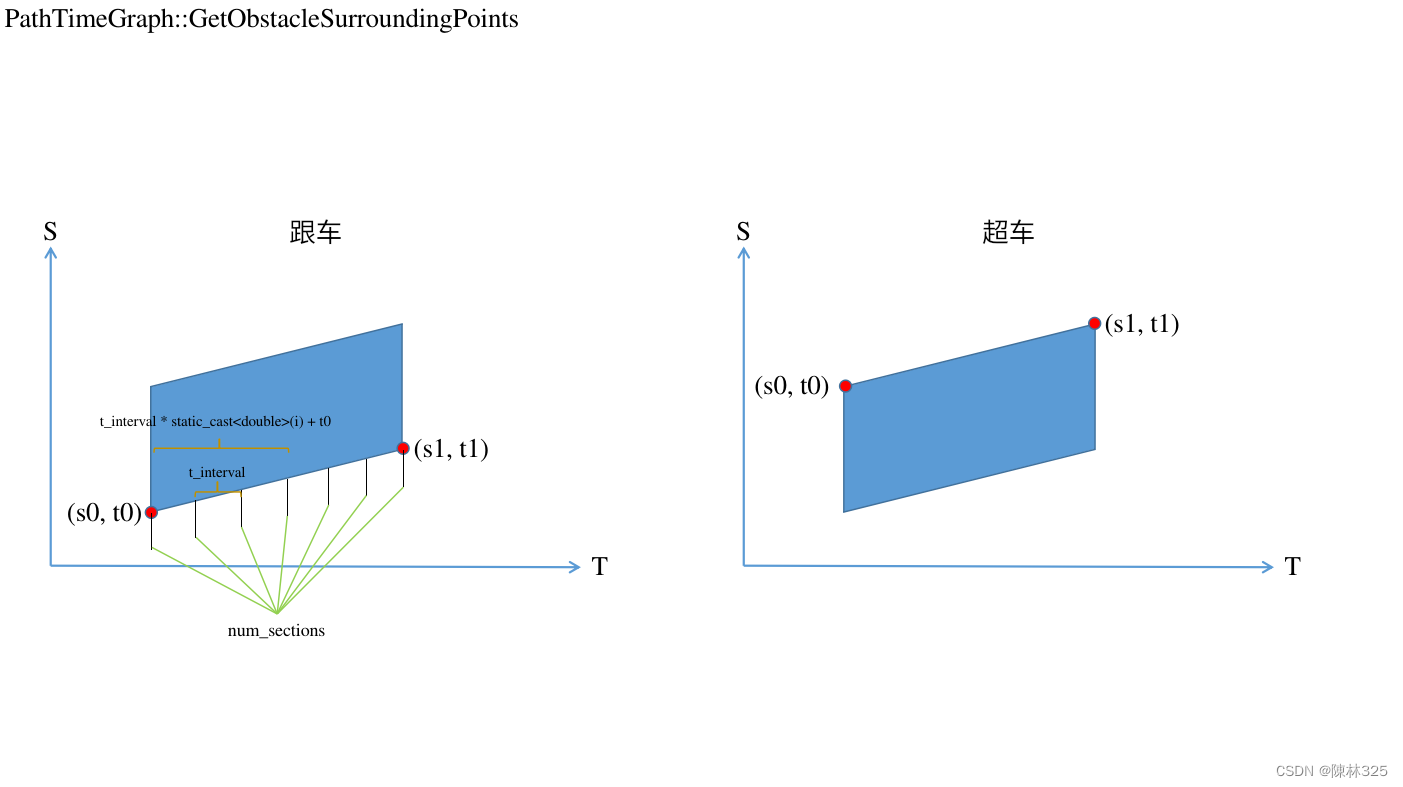 PathTimeGraph::GetObstacleSurroundingPoints
S
跟车
t_interval * static_cast<double>(i) + t0
t_interval
(s1, t1)
(s0, t0)
T
num_sections
S
超车
(s1, t1)
(s0, t0)
T
CSDN @陳林325